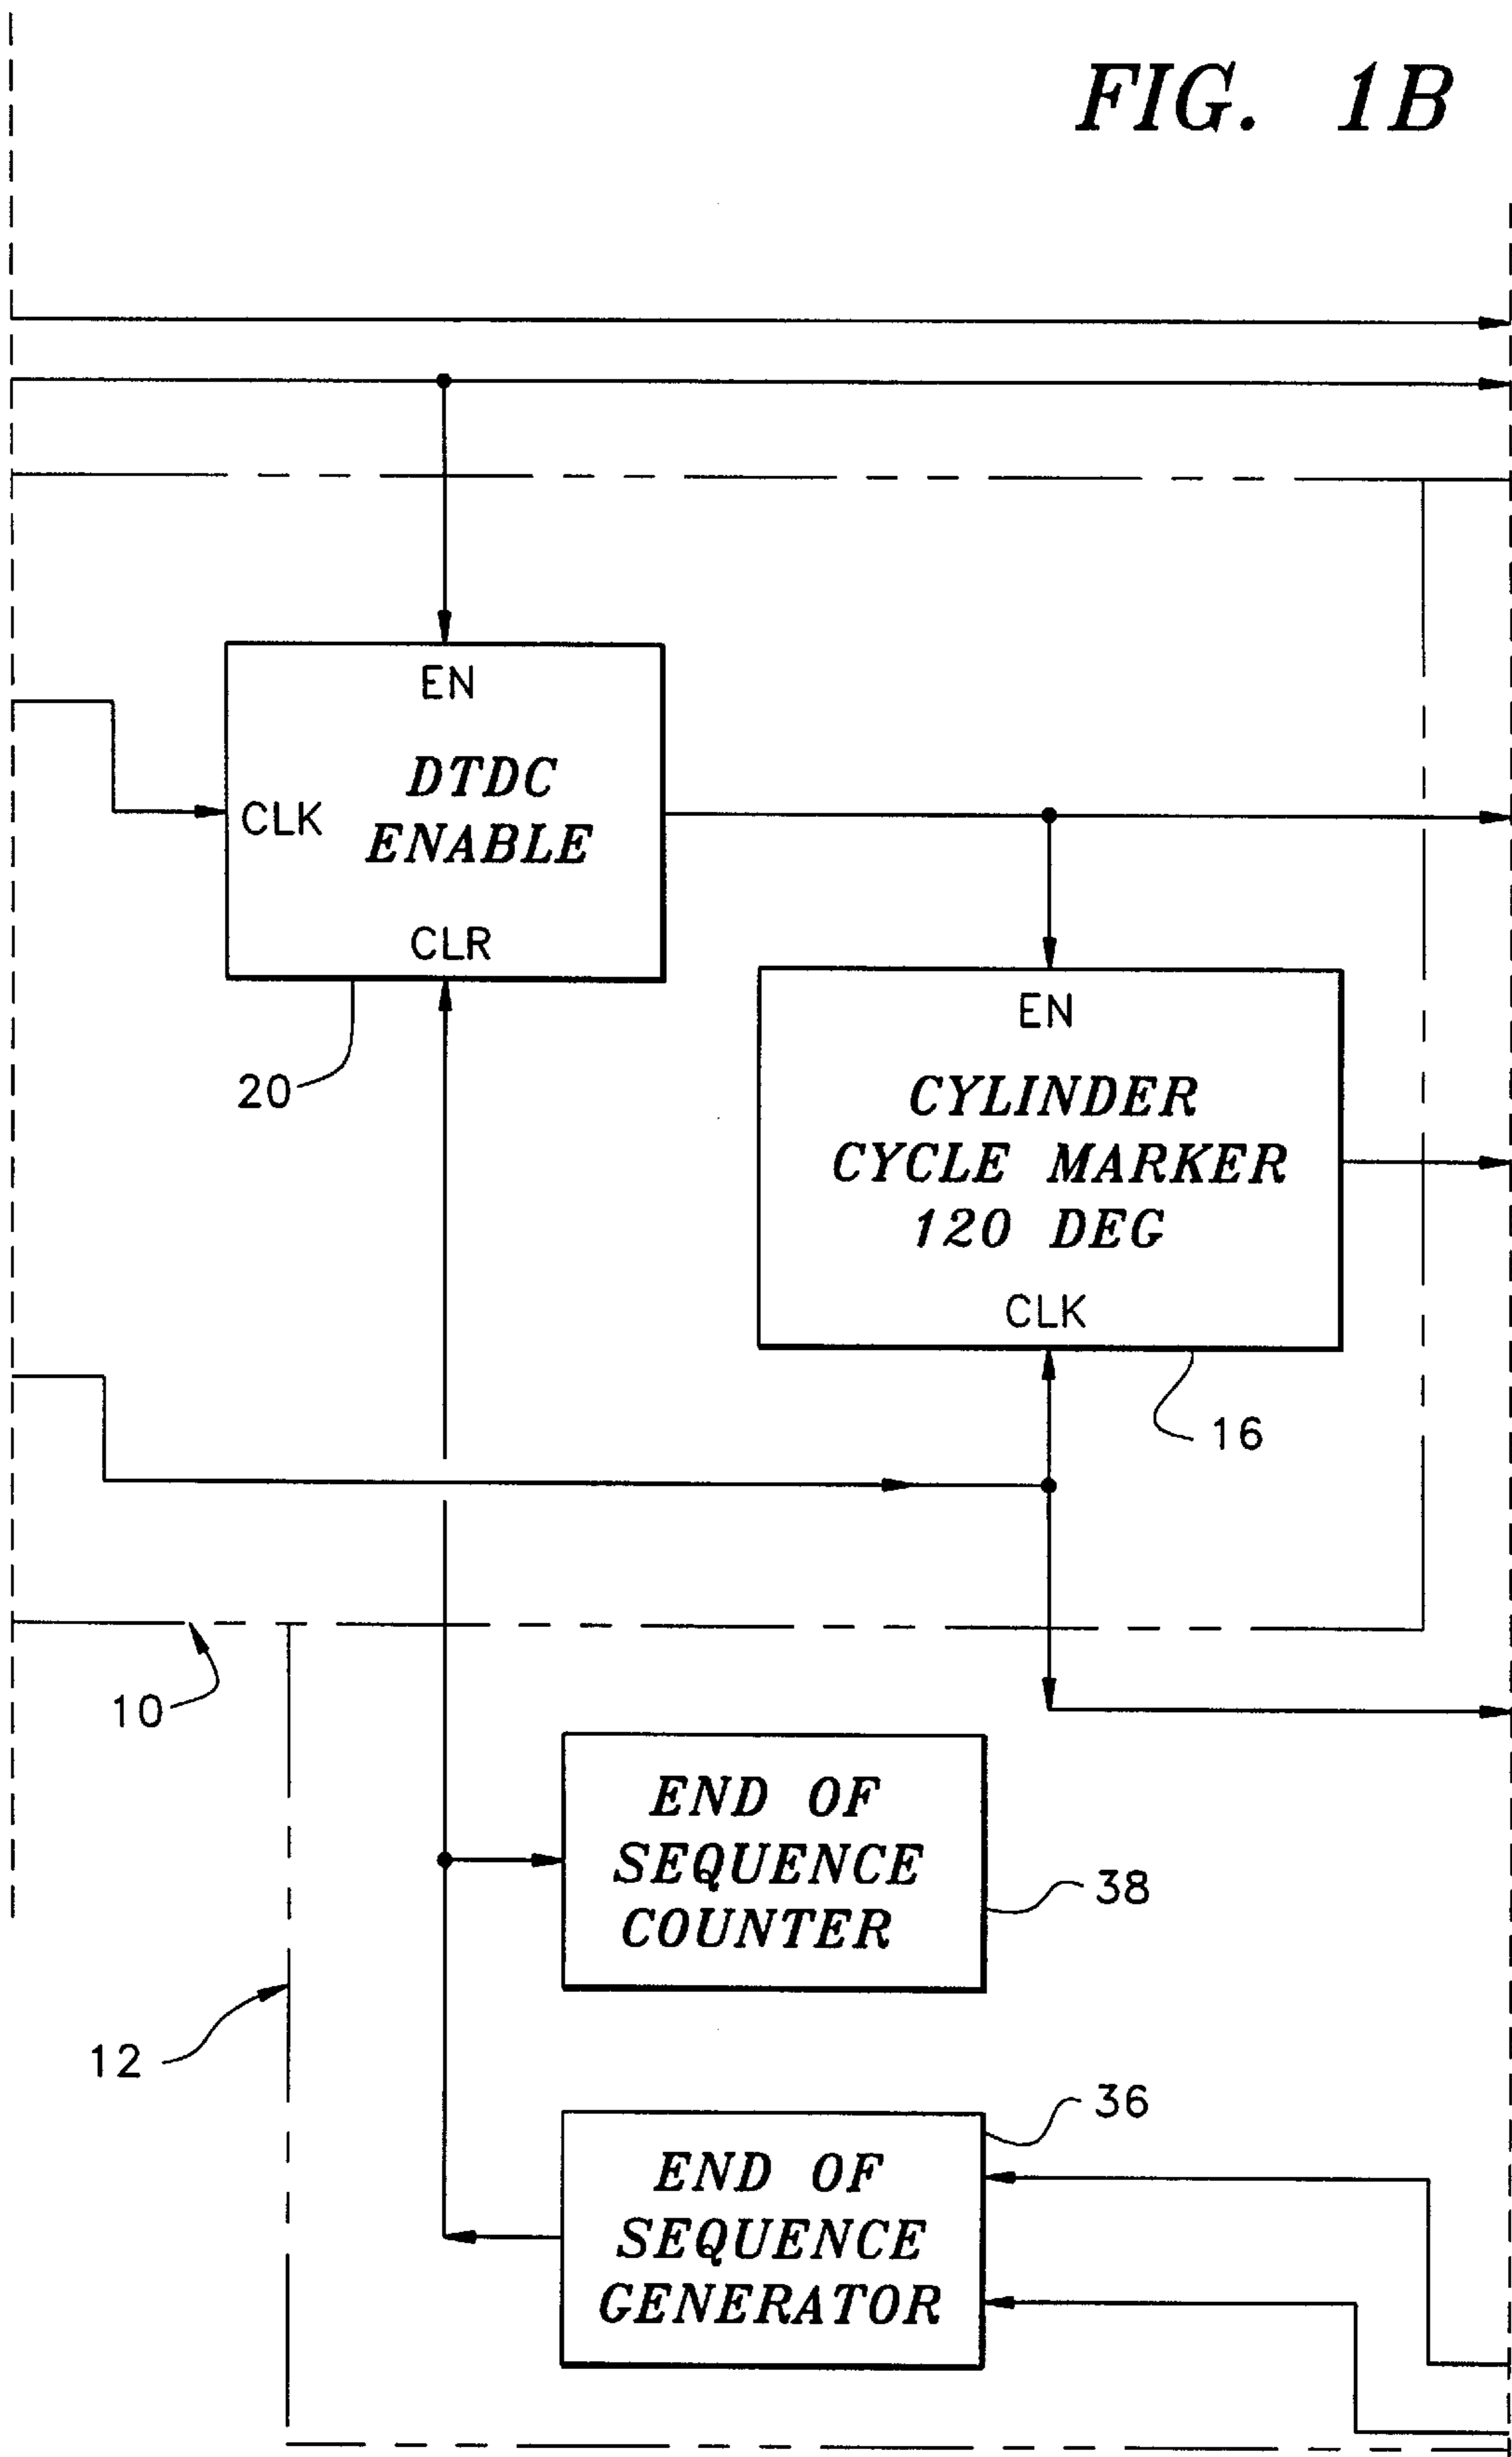 FIG. 1B
EN
DTDC
CLK
ENABLE
CLR
20
EN
CYLINDER
CYCLE MARKER
120 DEG
CLK
16
10
END OF
SEQUENCE
COUNTER
38
12
36
END OF
SEQUENCE
GENERATOR